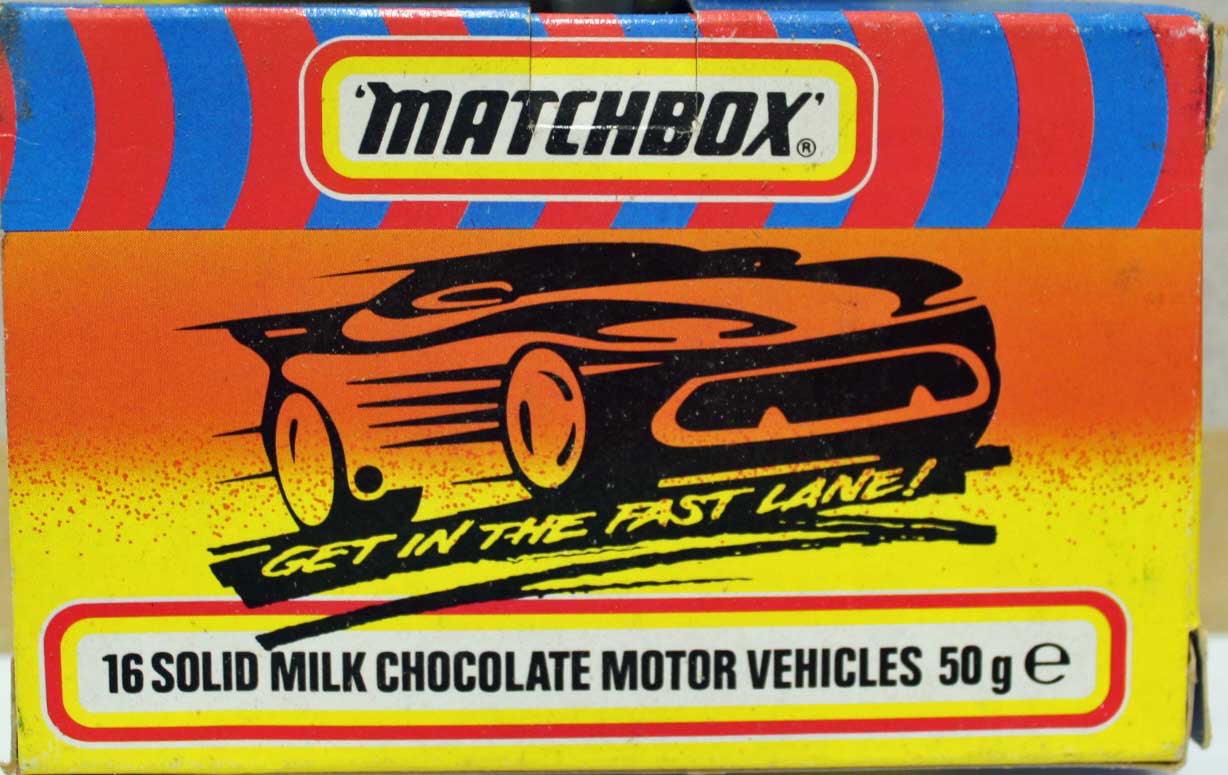 'MATCHBOX'®
GET IN THE FAST LANE!
16 SOLID MILK CHOCOLATE MOTOR VEHICLES 50 g ℮